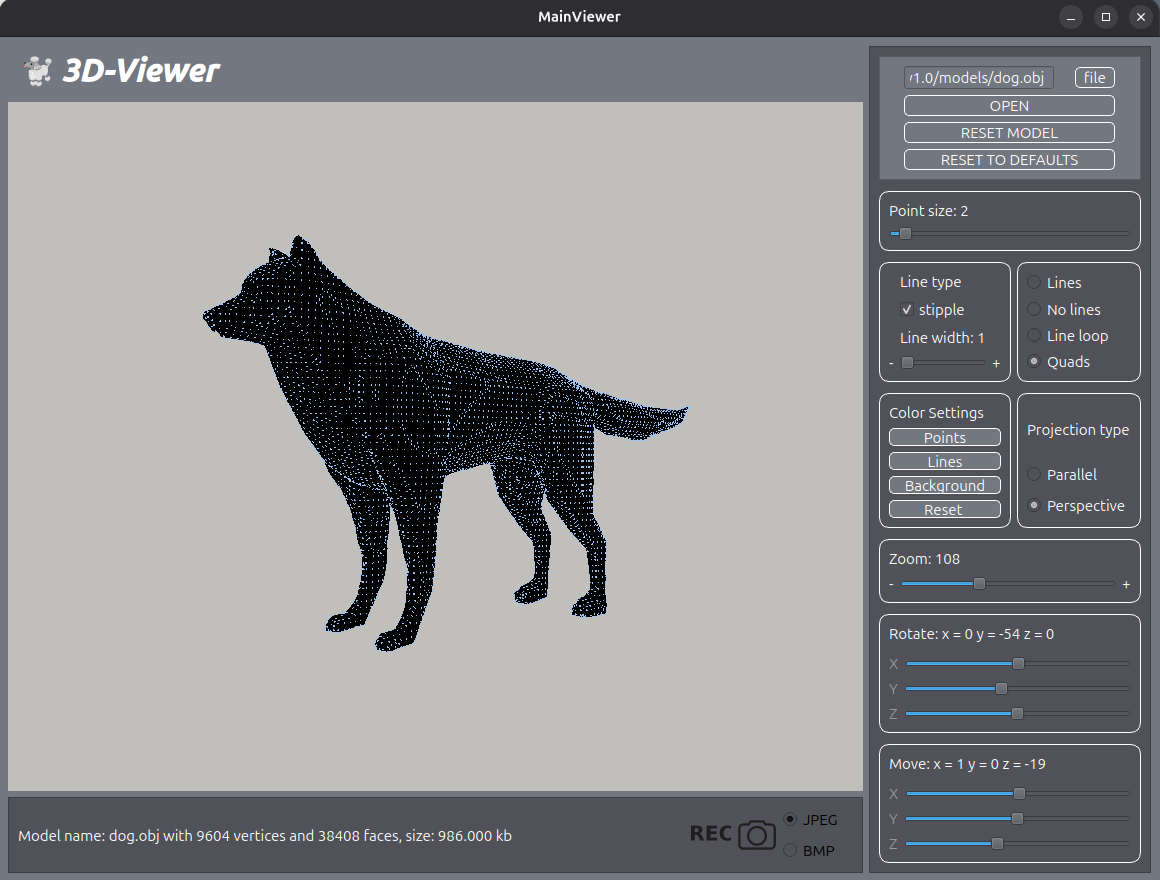 MainViewer
3D-Viewer
v1.0/models/dog.obj file
OPEN
RESET MODEL
RESET TO DEFAULTS
Point size: 2
Line type
stipple
Line width: 1
- +
Lines
No lines
Line loop
Quads
Color Settings
Points
Lines
Background
Reset
Projection type
Parallel
Perspective
Zoom: 108
- +
Rotate: x = 0 y = -54 z = 0
X
Y
Z
Move: x = 1 y = 0 z = -19
X
Y
Z
Model name: dog.obj with 9604 vertices and 38408 faces, size: 986.000 kb
REC
JPEG
BMP